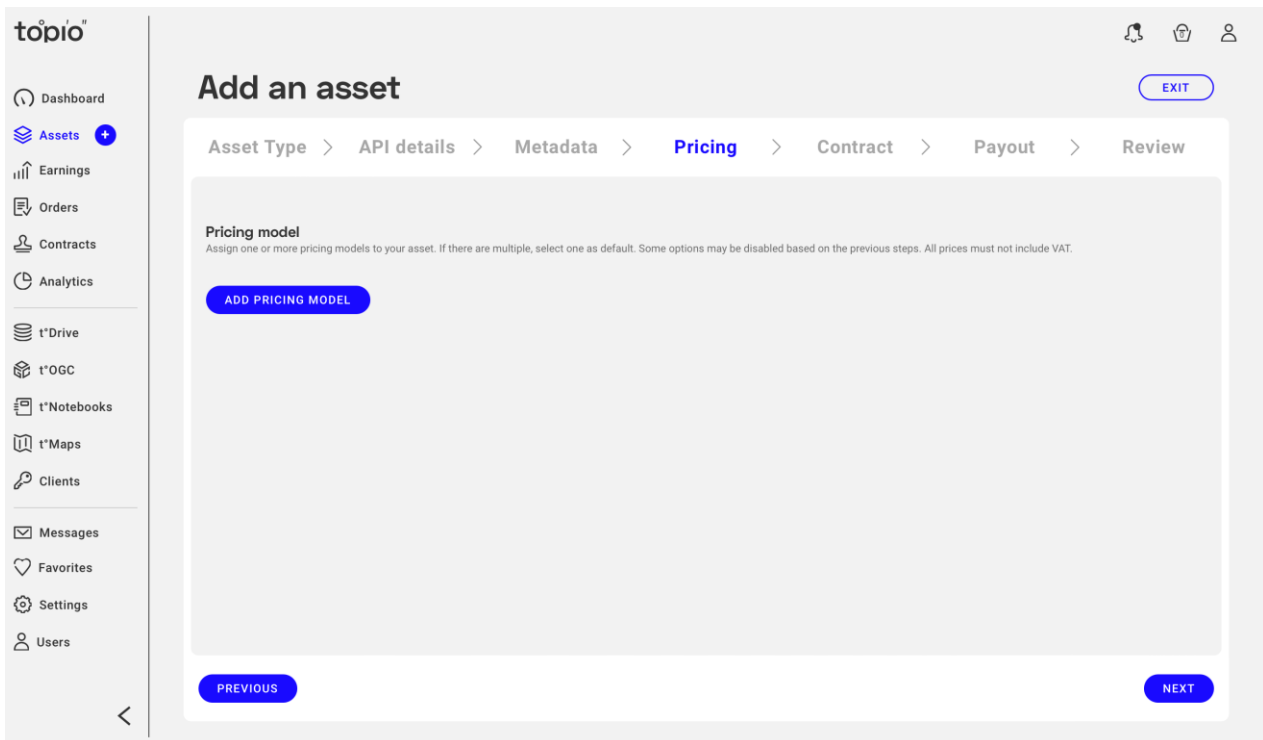 topio
Dashboard
Assets
Earnings
Orders
Contracts
Analytics
t°Drive
t°OGC
t°Notebooks
t°Maps
Clients
Messages
Favorites
Settings
Users
0
Add an asset
EXIT
Asset Type > API details > Metadata > Pricing > Contract > Payout > Review
Pricing model
Assign one or more pricing models to your asset. If there are multiple, select one as default. Some options may be disabled based on the previous steps. All prices must not include VAT.
ADD PRICING MODEL
PREVIOUS
NEXT